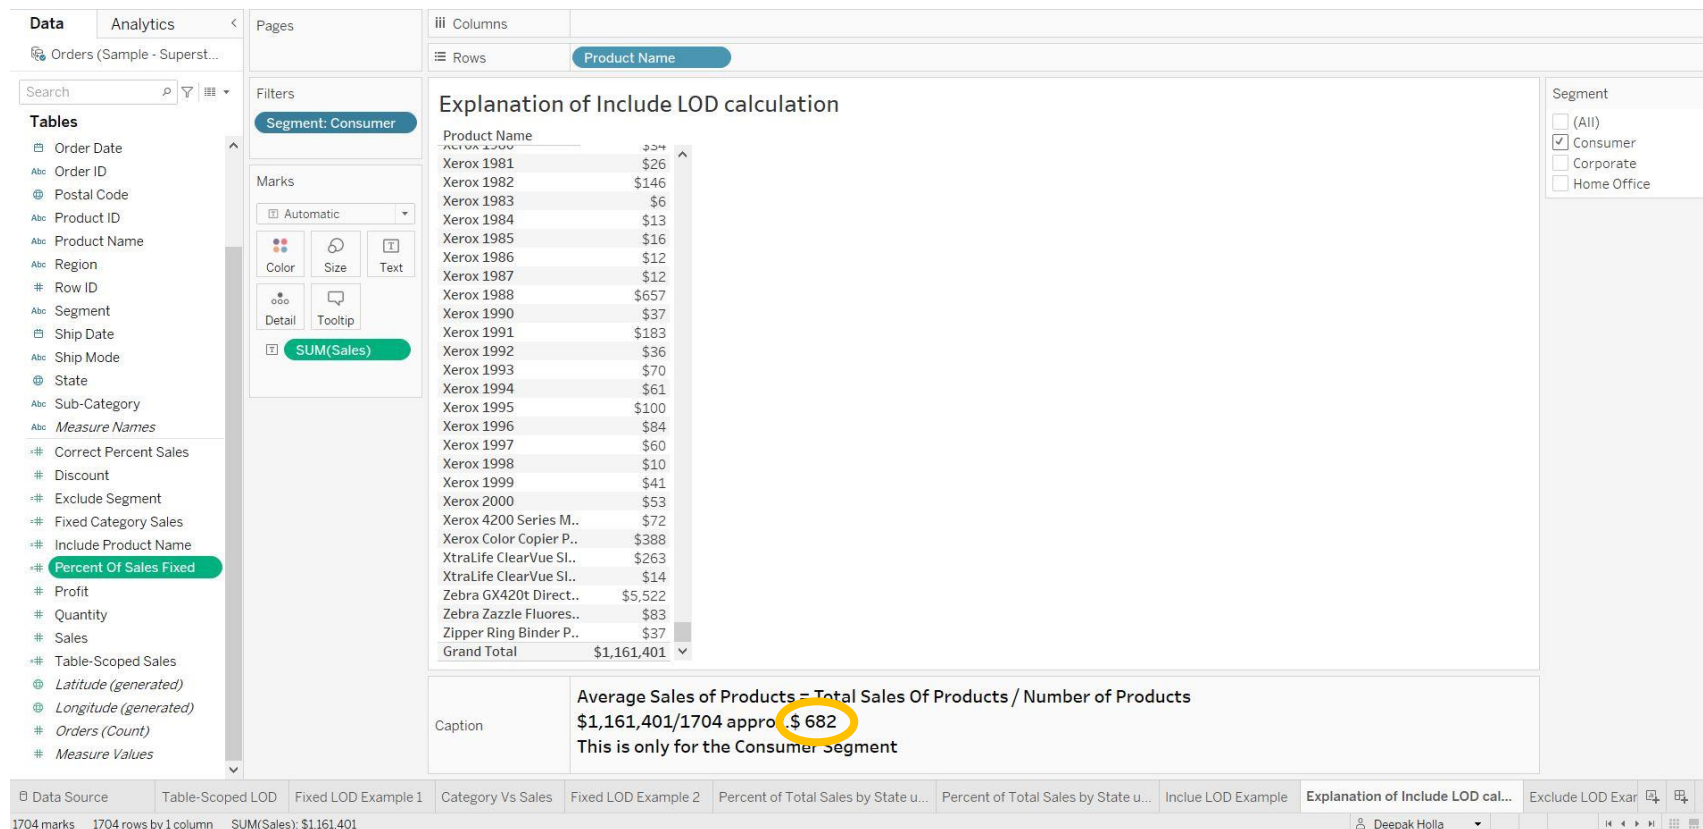 Data
Analytics
Pages
Columns
Orders (Sample - Superst...
Rows
Product Name
Search
Filters
Segment: Consumer
Explanation of Include LOD calculation
Segment
(All)
Consumer
Corporate
Home Office
Tables
Order Date
Abc Order ID
Postal Code
Abc Product ID
Abc Product Name
Abc Region
# Row ID
Abc Segment
Ship Date
Abc Ship Mode
State
Abc Sub-Category
Abc Measure Names
=# Correct Percent Sales
# Discount
=# Exclude Segment
=# Fixed Category Sales
=# Include Product Name
=# Percent Of Sales Fixed
# Profit
# Quantity
# Sales
=# Table-Scoped Sales
Latitude (generated)
Longitude (generated)
# Orders (Count)
# Measure Values
Marks
Automatic
Color
Size
Text
Detail
Tooltip
SUM(Sales)
Product Name
Xerox 1980 $34
Xerox 1981 $26
Xerox 1982 $146
Xerox 1983 $6
Xerox 1984 $13
Xerox 1985 $16
Xerox 1986 $12
Xerox 1987 $12
Xerox 1988 $657
Xerox 1990 $37
Xerox 1991 $183
Xerox 1992 $36
Xerox 1993 $70
Xerox 1994 $61
Xerox 1995 $100
Xerox 1996 $84
Xerox 1997 $60
Xerox 1998 $10
Xerox 1999 $41
Xerox 2000 $53
Xerox 4200 Series M.. $72
Xerox Color Copier P.. $388
XtraLife ClearVue Sl.. $263
XtraLife ClearVue Sl.. $14
Zebra GX420t Direct.. $5,522
Zebra Zazzle Fluores.. $83
Zipper Ring Binder P.. $37
Grand Total $1,161,401
Caption
Average Sales of Products = Total Sales Of Products / Number of Products
$1,161,401/1704 appro .$ 682
This is only for the Consumer Segment
Data Source
Table-Scoped LOD
Fixed LOD Example 1
Category Vs Sales
Fixed LOD Example 2
Percent of Total Sales by State u...
Percent of Total Sales by State u...
Inclue LOD Example
Explanation of Include LOD cal...
Exclude LOD Exar
1704 marks
1704 rows by 1 column
SUM(Sales): $1,161,401
Deepak Holla